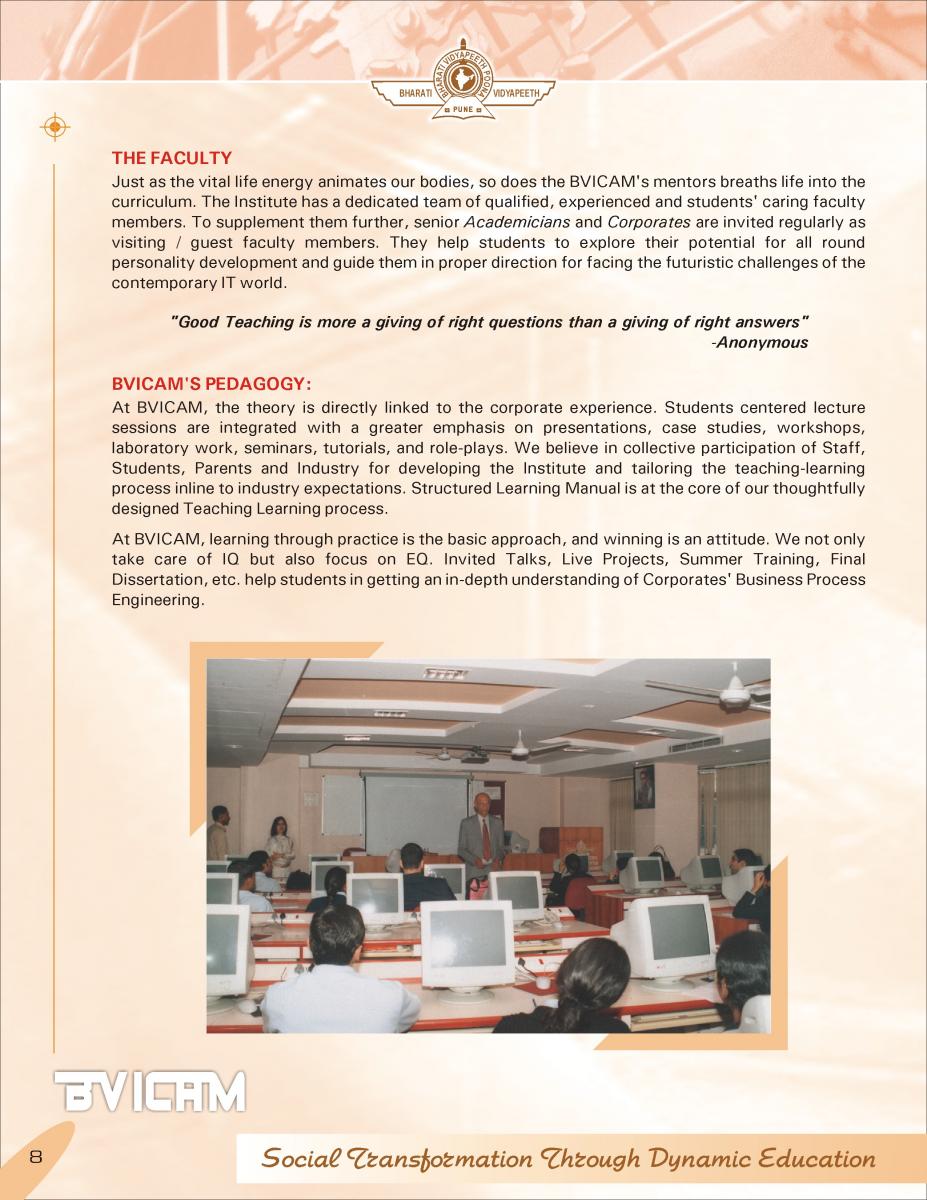 BHARATI VIDYAPEETH POONA
BHARATI
VIDYAPEETH
PUNE
THE FACULTY
Just as the vital life energy animates our bodies, so does the BVICAM's mentors breaths life into the
curriculum. The Institute has a dedicated team of qualified, experienced and students' caring faculty
members. To supplement them further, senior Academicians and Corporates are invited regularly as
visiting / guest faculty members. They help students to explore their potential for all round
personality development and guide them in proper direction for facing the futuristic challenges of the
contemporary IT world.
"Good Teaching is more a giving of right questions than a giving of right answers"
-Anonymous
BVICAM'S PEDAGOGY:
At BVICAM, the theory is directly linked to the corporate experience. Students centered lecture
sessions are integrated with a greater emphasis on presentations, case studies, workshops,
laboratory work, seminars, tutorials, and role-plays. We believe in collective participation of Staff,
Students, Parents and Industry for developing the Institute and tailoring the teaching-learning
process inline to industry expectations. Structured Learning Manual is at the core of our thoughtfully
designed Teaching Learning process.
At BVICAM, learning through practice is the basic approach, and winning is an attitude. We not only
take care of IQ but also focus on EQ. Invited Talks, Live Projects, Summer Training, Final
Dissertation, etc. help students in getting an in-depth understanding of Corporates' Business Process
Engineering.
BVICAM
8
Social Transformation Through Dynamic Education